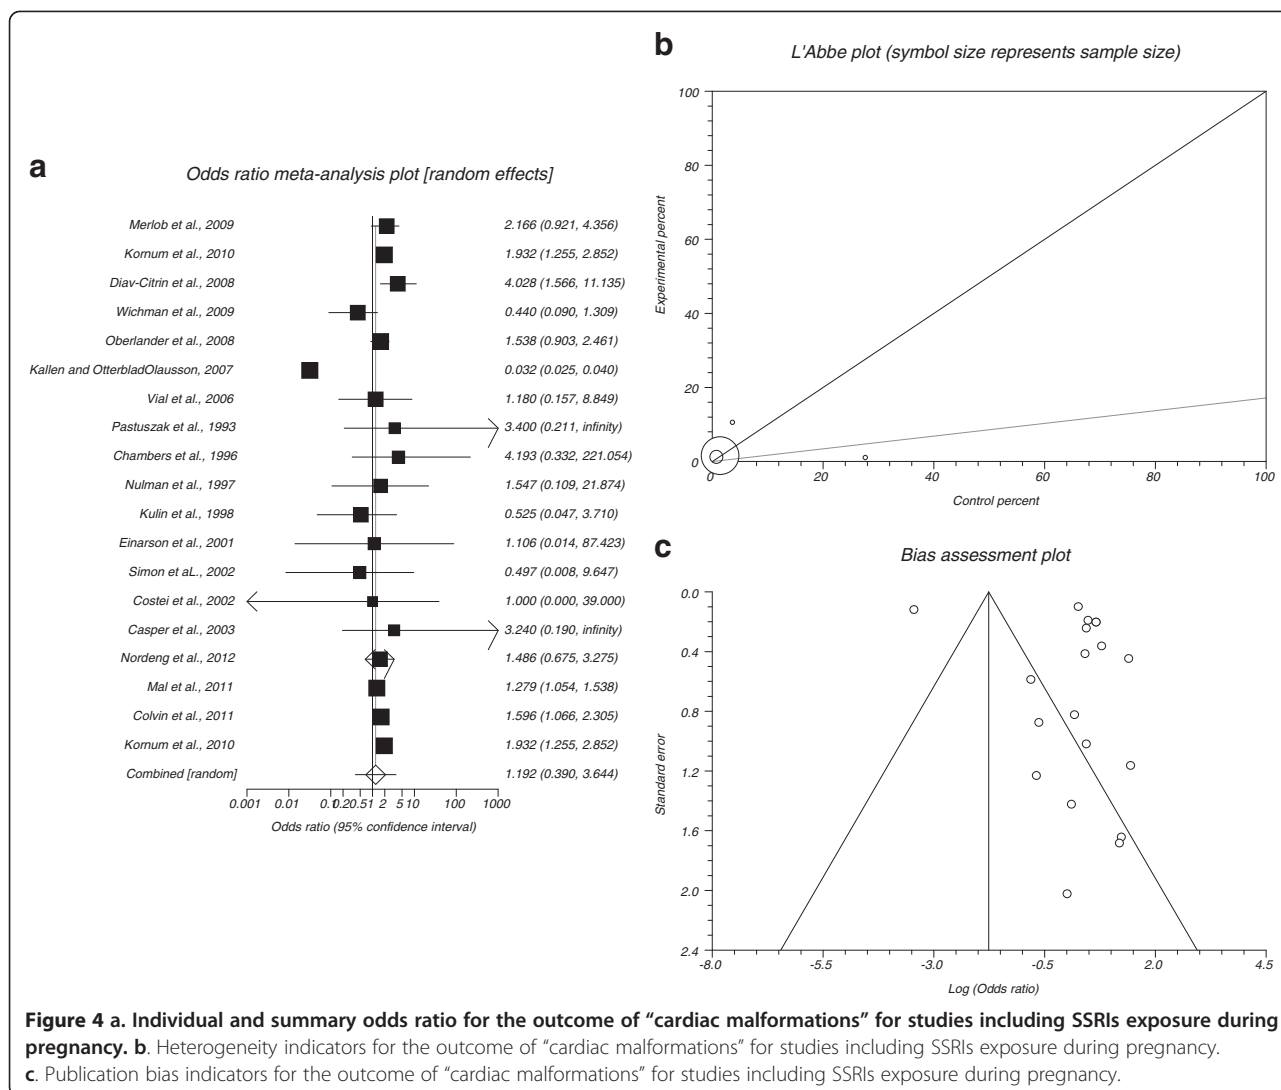 a
Odds ratio meta-analysis plot [random effects]
Merlob et al., 2009 2.166 (0.921, 4.356)
Kornum et al., 2010 1.932 (1.255, 2.852)
Diav-Citrin et al., 2008 4.028 (1.566, 11.135)
Wichman et al., 2009 0.440 (0.090, 1.309)
Oberlander et al., 2008 1.538 (0.903, 2.461)
Kallen and OtterbladOlausson, 2007 0.032 (0.025, 0.040)
Vial et al., 2006 1.180 (0.157, 8.849)
Pastuszak et al., 1993 3.400 (0.211, infinity)
Chambers et al., 1996 4.193 (0.332, 221.054)
Nulman et al., 1997 1.547 (0.109, 21.874)
Kulin et al., 1998 0.525 (0.047, 3.710)
Einarson et al., 2001 1.106 (0.014, 87.423)
Simon et aL., 2002 0.497 (0.008, 9.647)
Costei et al., 2002 1.000 (0.000, 39.000)
Casper et al., 2003 3.240 (0.190, infinity)
Nordeng et al., 2012 1.486 (0.675, 3.275)
Mal et al., 2011 1.279 (1.054, 1.538)
Colvin et al., 2011 1.596 (1.066, 2.305)
Kornum et al., 2010 1.932 (1.255, 2.852)
Combined [random] 1.192 (0.390, 3.644)
0.001 0.01 0.1 0.2 0.5 1 2 5 10 100 1000
Odds ratio (95% confidence interval)
b
L'Abbe plot (symbol size represents sample size)
Experimental percent
100
80
60
40
20
0
0 20 40 60 80 100
Control percent
c
Bias assessment plot
Standard error
0.0
0.4
0.8
1.2
1.6
2.0
2.4
-8.0 -5.5 -3.0 -0.5 2.0 4.5
Log (Odds ratio)
Figure 4 a. Individual and summary odds ratio for the outcome of “cardiac malformations” for studies including SSRIs exposure during
pregnancy. b. Heterogeneity indicators for the outcome of “cardiac malformations” for studies including SSRIs exposure during pregnancy.
c. Publication bias indicators for the outcome of “cardiac malformations” for studies including SSRIs exposure during pregnancy.